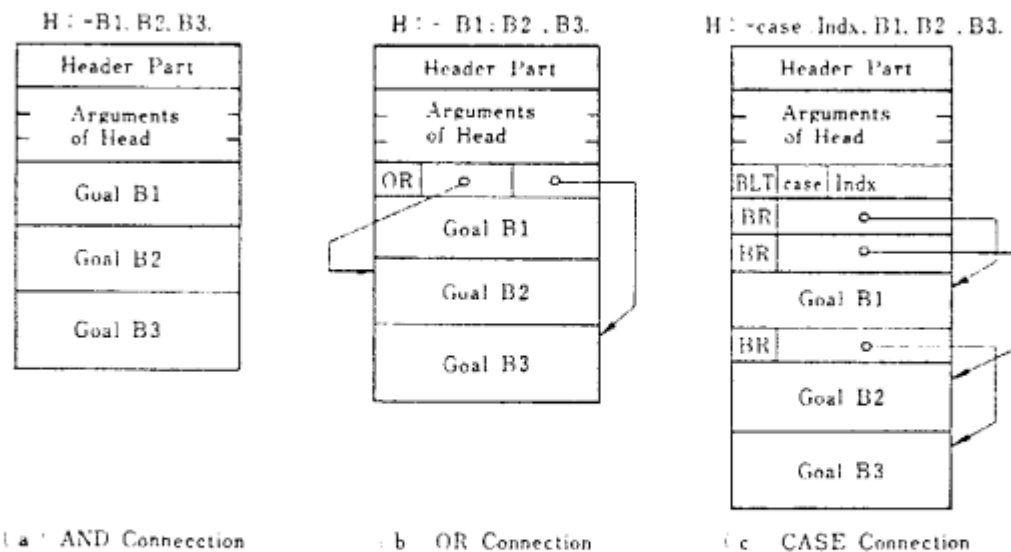 H :-B1, B2, B3.
Header Part
Arguments
of Head
Goal B1
Goal B2
Goal B3
( a ) AND Connecction
H :- B1; B2 , B3.
Header Part
Arguments
of Head
OR
Goal B1
Goal B2
Goal B3
b OR Connection
H :-case Indx, B1, B2 , B3.
Header Part
Arguments
of Head
BLT case Indx
BR
BR
Goal B1
BR
Goal B2
Goal B3
( c CASE Connection